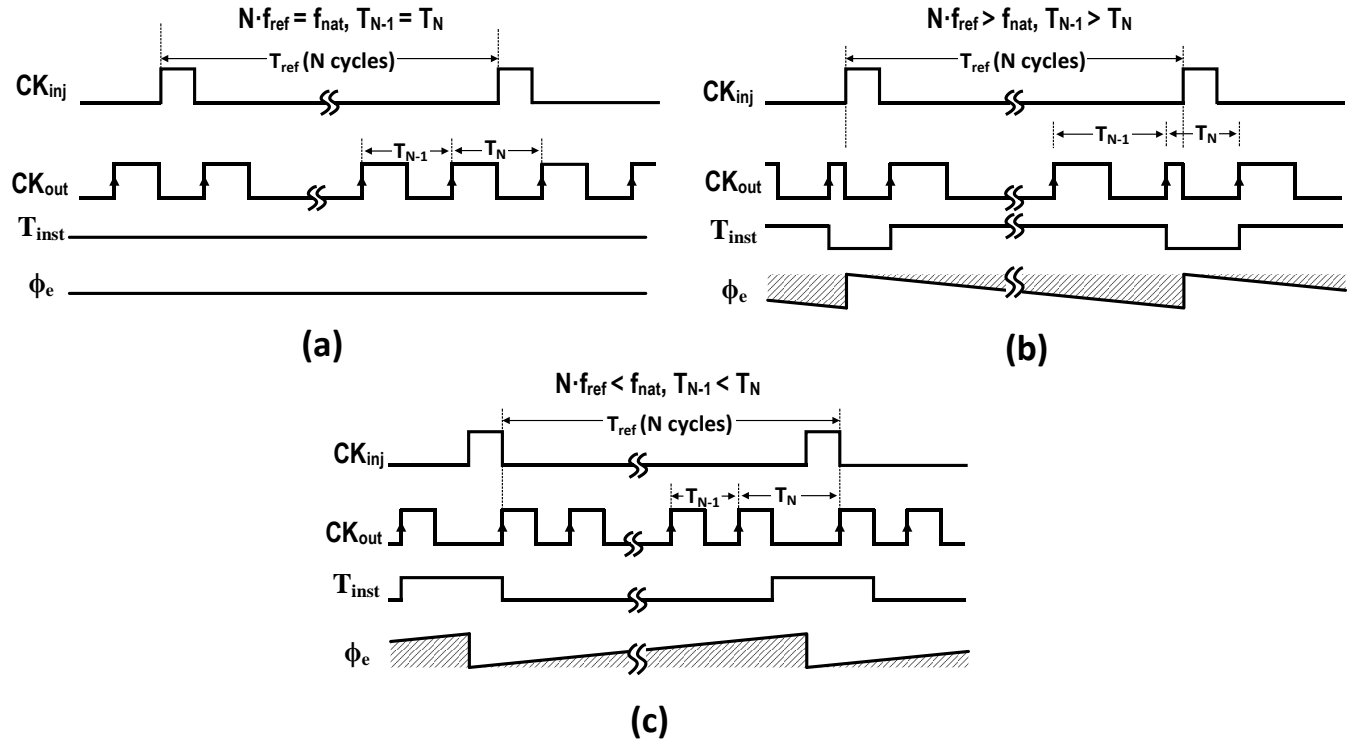 N·fref = fnat, TN-1 = TN
Tref (N cycles)
CKinj
TN-1
TN
CKout
Tinst
ϕe
(a)
N·fref > fnat, TN-1 > TN
Tref (N cycles)
CKinj
TN-1
TN
CKout
Tinst
ϕe
(b)
N·fref < fnat, TN-1 < TN
Tref (N cycles)
CKinj
TN-1
TN
CKout
Tinst
ϕe
(c)